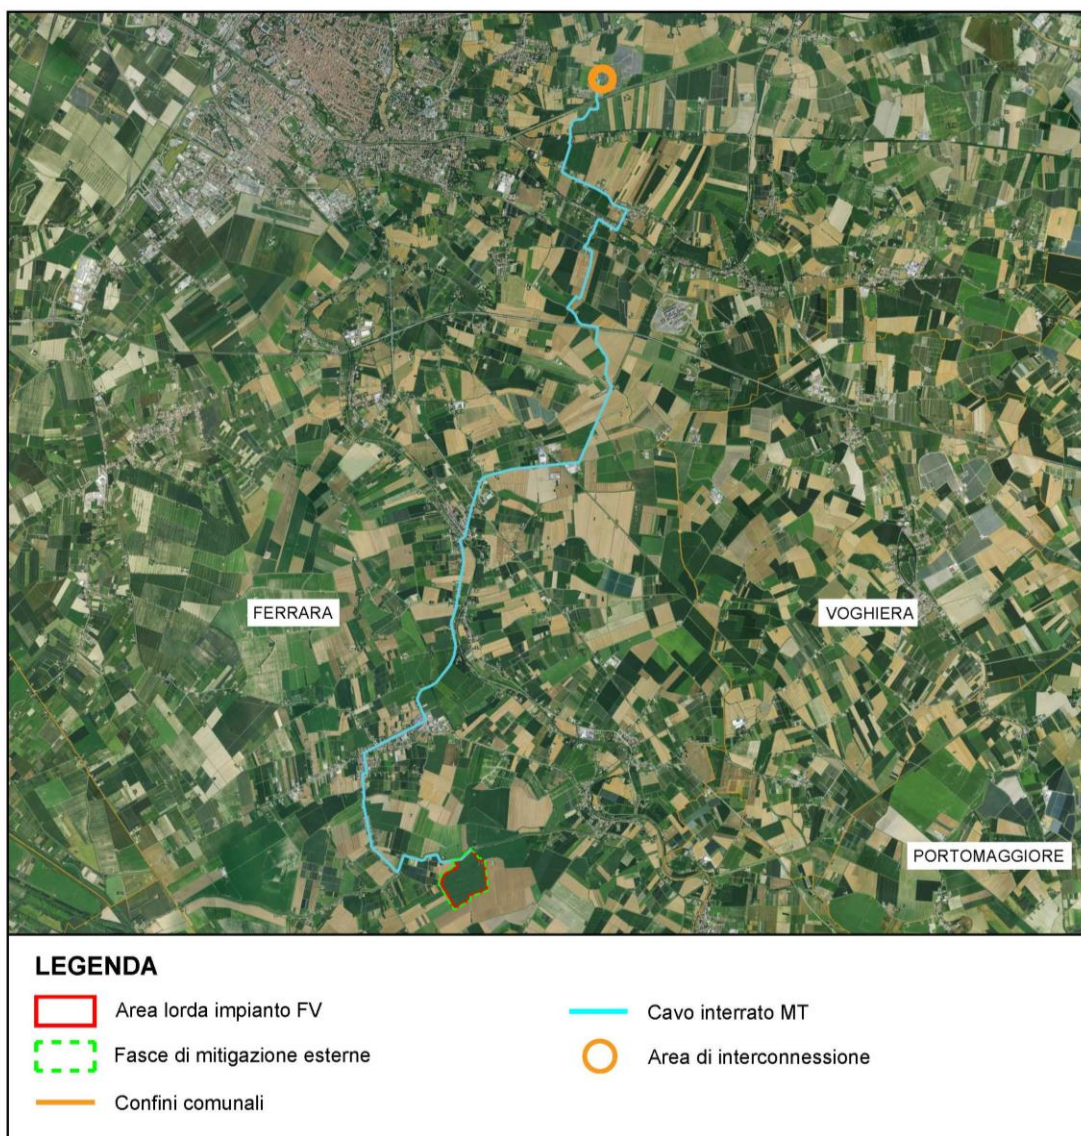 FERRARA
VOGHIERA
PORTOMAGGIORE
LEGENDA
Area lorda impianto FV
Cavo interrato MT
Fasce di mitigazione esterne
Area di interconnessione
Confini comunali